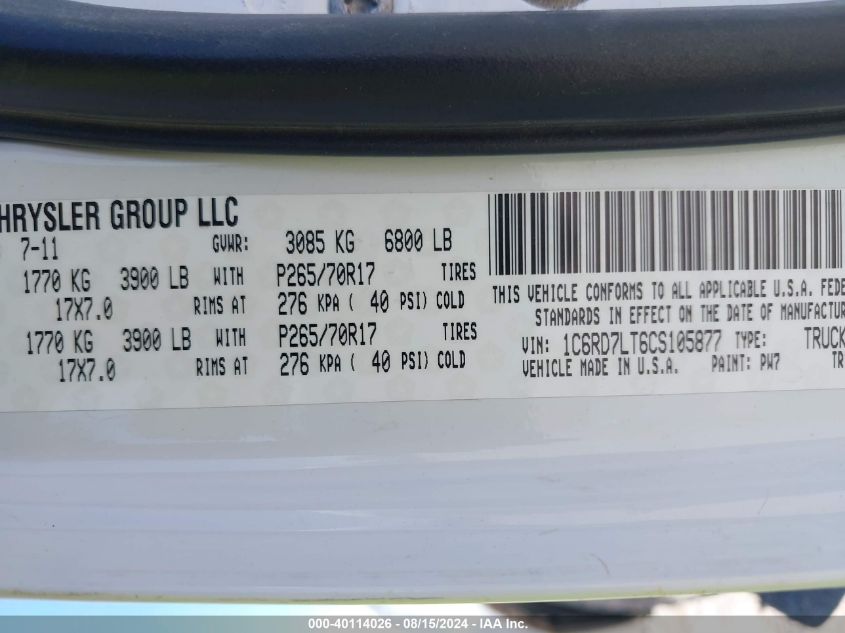 HRYSLER GROUP LLC
7-11 GVWR: 3085 KG 6800 LB
1770 KG 3900 LB WITH P265/70R17 TIRES
17X7.0 RIMS AT 276 KPA ( 40 PSI) COLD
1770 KG 3900 LB WITH P265/70R17 TIRES
17X7.0 RIMS AT 276 KPA ( 40 PSI) COLD
THIS VEHICLE CONFORMS TO ALL APPLICABLE U.S.A. FEDE
STANDARDS IN EFFECT ON THE DATE OF MANUFACTUR
VIN: 1C6RD7LT6CS105877 TYPE: TRUCK
VEHICLE MADE IN U.S.A. PAINT: PW7 TR
000-40114026 - 08/15/2024 - IAA Inc.